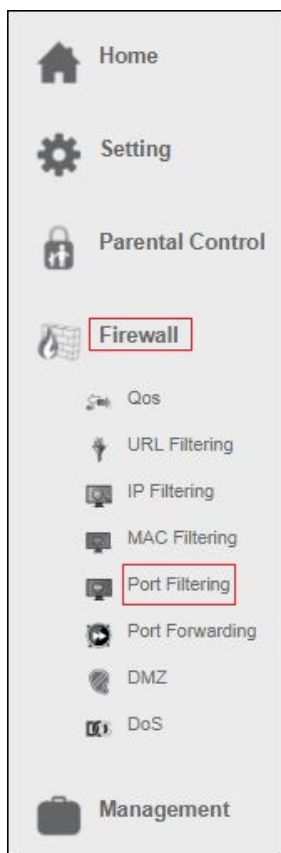 Home
Setting
Parental Control
Firewall
Qos
URL Filtering
IP Filtering
MAC Filtering
Port Filtering
Port Forwarding
DMZ
DoS
Management